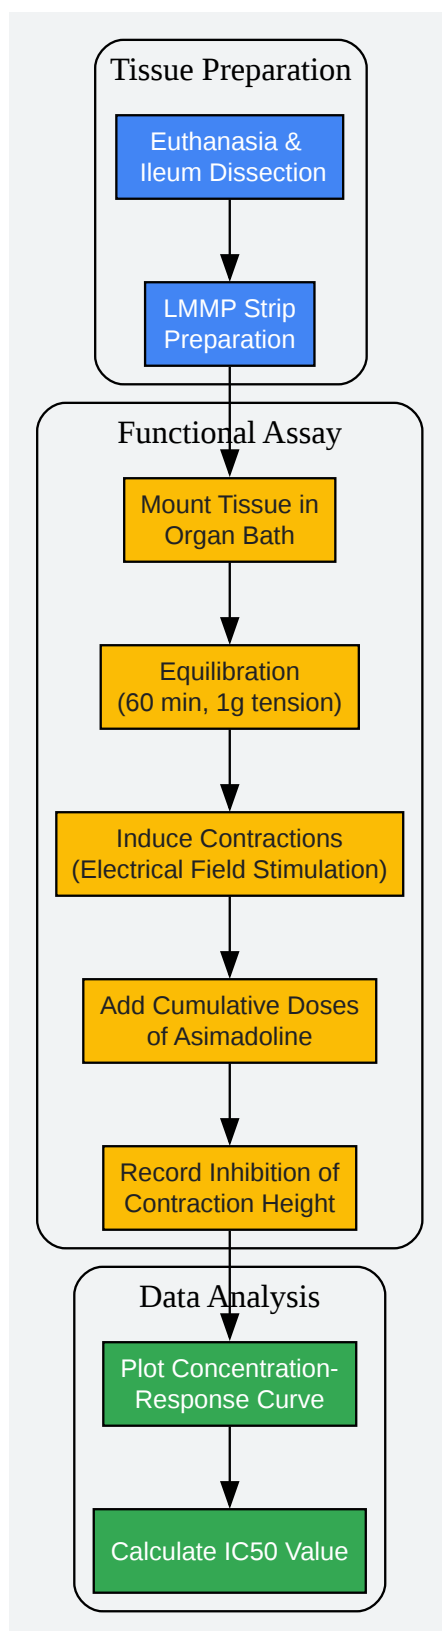 Tissue Preparation
Euthanasia &
Ileum Dissection
LMMP Strip
Preparation
Functional Assay
Mount Tissue in
Organ Bath
Equilibration
(60 min, 1g tension)
Induce Contractions
(Electrical Field Stimulation)
Add Cumulative Doses
of Asimadoline
Record Inhibition of
Contraction Height
Data Analysis
Plot Concentration-
Response Curve
Calculate IC50 Value